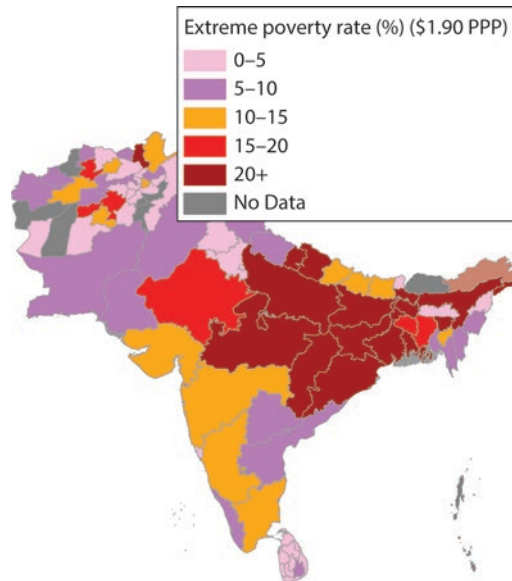 Extreme poverty rate (%) ($1.90 PPP)
0–5
5–10
10–15
15–20
20+
No Data